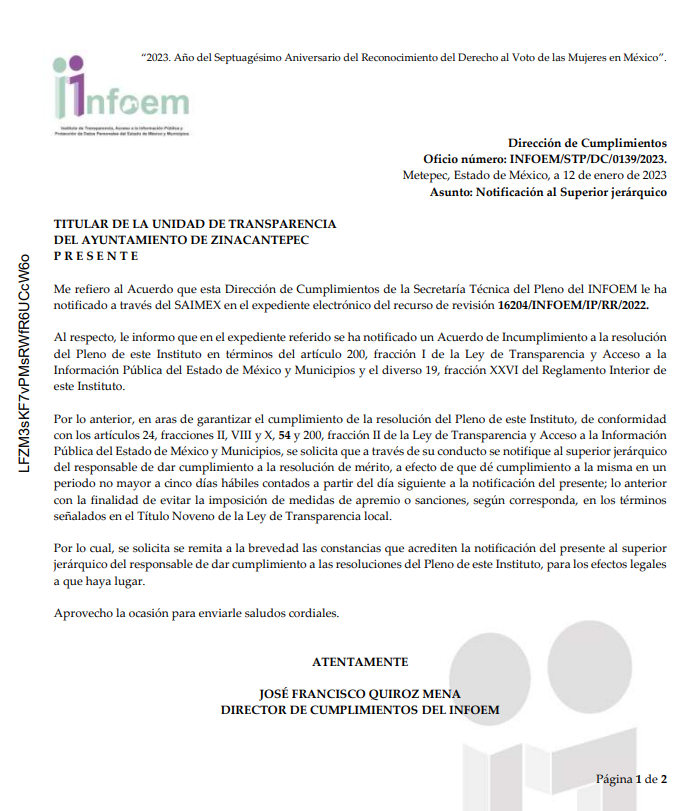 “2023. Año del Septuagésimo Aniversario del Reconocimiento del Derecho al Voto de las Mujeres en México”.
infoem
Instituto de Transparencia, Acceso a la Información Pública y
Protección de Datos Personales del Estado de México y Municipios
Dirección de Cumplimientos
Oficio número: INFOEM/STP/DC/0139/2023.
Metepec, Estado de México, a 12 de enero de 2023
Asunto: Notificación al Superior jerárquico
TITULAR DE LA UNIDAD DE TRANSPARENCIA
DEL AYUNTAMIENTO DE ZINACANTEPEC
P R E S E N T E
Me refiero al Acuerdo que esta Dirección de Cumplimientos de la Secretaría Técnica del Pleno del INFOEM le ha
notificado a través del SAIMEX en el expediente electrónico del recurso de revisión 16204/INFOEM/IP/RR/2022.
Al respecto, le informo que en el expediente referido se ha notificado un Acuerdo de Incumplimiento a la resolución
del Pleno de este Instituto en términos del artículo 200, fracción I de la Ley de Transparencia y Acceso a la
Información Pública del Estado de México y Municipios y el diverso 19, fracción XXVI del Reglamento Interior de
este Instituto.
Por lo anterior, en aras de garantizar el cumplimiento de la resolución del Pleno de este Instituto, de conformidad
con los artículos 24, fracciones II, VIII y X, 54 y 200, fracción II de la Ley de Transparencia y Acceso a la Información
Pública del Estado de México y Municipios, se solicita que a través de su conducto se notifique al superior jerárquico
del responsable de dar cumplimiento a la resolución de mérito, a efecto de que dé cumplimiento a la misma en un
periodo no mayor a cinco días hábiles contados a partir del día siguiente a la notificación del presente; lo anterior
con la finalidad de evitar la imposición de medidas de apremio o sanciones, según corresponda, en los términos
señalados en el Título Noveno de la Ley de Transparencia local.
Por lo cual, se solicita se remita a la brevedad las constancias que acrediten la notificación del presente al superior
jerárquico del responsable de dar cumplimiento a las resoluciones del Pleno de este Instituto, para los efectos legales
a que haya lugar.
Aprovecho la ocasión para enviarle saludos cordiales.
ATENTAMENTE
JOSÉ FRANCISCO QUIROZ MENA
DIRECTOR DE CUMPLIMIENTOS DEL INFOEM
Página 1 de 2
LFZM3sKF7vPMsRWfR6UCcW6o